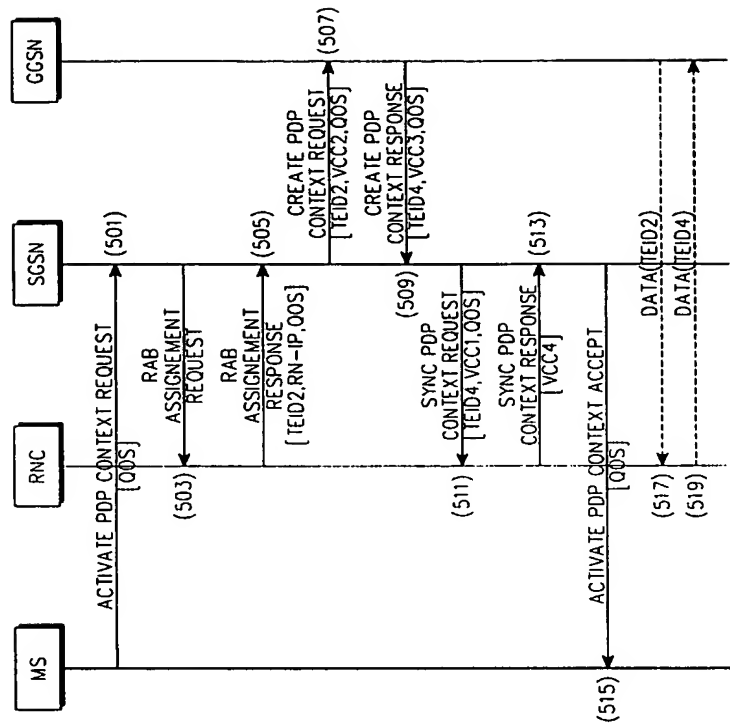 MS
RNC
SGSN
GGSN
ACTIVATE PDP CONTEXT REQUEST
[QOS]
(501)
RAB
ASSIGNEMENT
REQUEST
(503)
RAB
ASSIGNEMENT
RESPONSE
[TEID2,RN-IP,QOS]
(505)
CREATE PDP
CONTEXT REQUEST
[TEID2,VCC2,QOS]
(507)
CREATE PDP
CONTEXT RESPONSE
[TEID4,VCC3,QOS]
(509)
SYNC PDP
CONTEXT REQUEST
[TEID4,VCC1,QOS]
(511)
SYNC PDP
CONTEXT RESPONSE
[VCC4]
(513)
ACTIVATE PDP CONTEXT ACCEPT
[QOS]
(515)
DATA(TEID2)
(517)
DATA(TEID4)
(519)